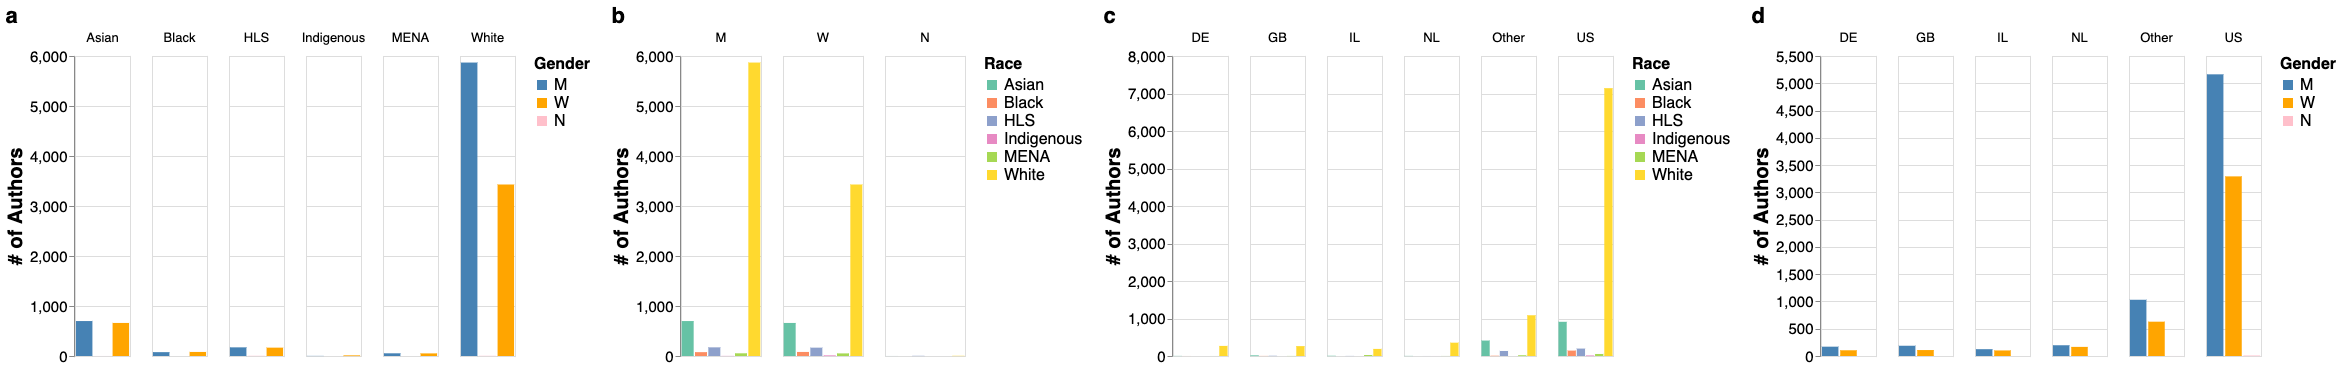 a
Asian Black HLS Indigenous MENA White
# of Authors
6,000
5,000
4,000
3,000
2,000
1,000
0
Gender
M
W
N
b
M W N
# of Authors
6,000
5,000
4,000
3,000
2,000
1,000
0
Race
Asian
Black
HLS
Indigenous
MENA
White
c
DE GB IL NL Other US
# of Authors
8,000
7,000
6,000
5,000
4,000
3,000
2,000
1,000
0
Race
Asian
Black
HLS
Indigenous
MENA
White
d
DE GB IL NL Other US
# of Authors
5,500
5,000
4,500
4,000
3,500
3,000
2,500
2,000
1,500
1,000
500
0
Gender
M
W
N